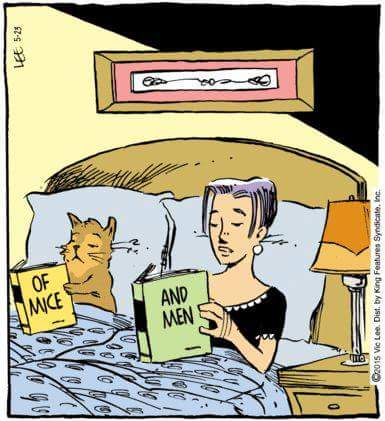 LEE 5-23
OF
MICE
AND
MEN
©2015 Vic Lee. Dist. by King Features Syndicate, Inc.